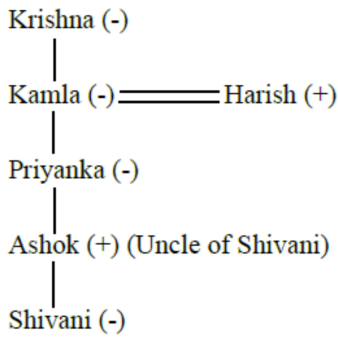 Krishna (-)
Kamla (-) Harish (+)
Priyanka (-)
Ashok (+) (Uncle of Shivani)
Shivani (-)